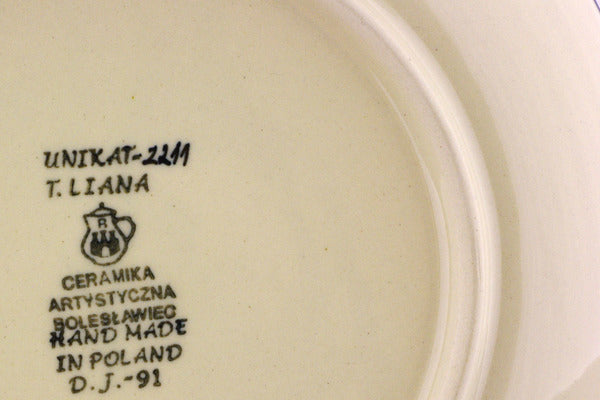 UNIKAT-2211
T. LIANA
B
CERAMIKA
ARTYSTYCZNA
BOLESŁAWIEC
HAND MADE
IN POLAND
D.J.-91